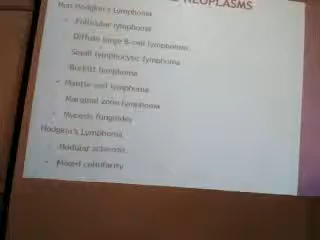 NEOPLASMS
Non Hodgkin's Lymphoma
- Follicular lymphoma
Diffuse large B-cell lymphomas
Small lymphocytic lymphoma
Burkitt lymphoma
- Mantle cell lymphoma
Marginal zone lymphoma
- Mycosis fungoides
Hodgkin's Lymphoma
- Nodular sclerosis
- Mixed cellularity